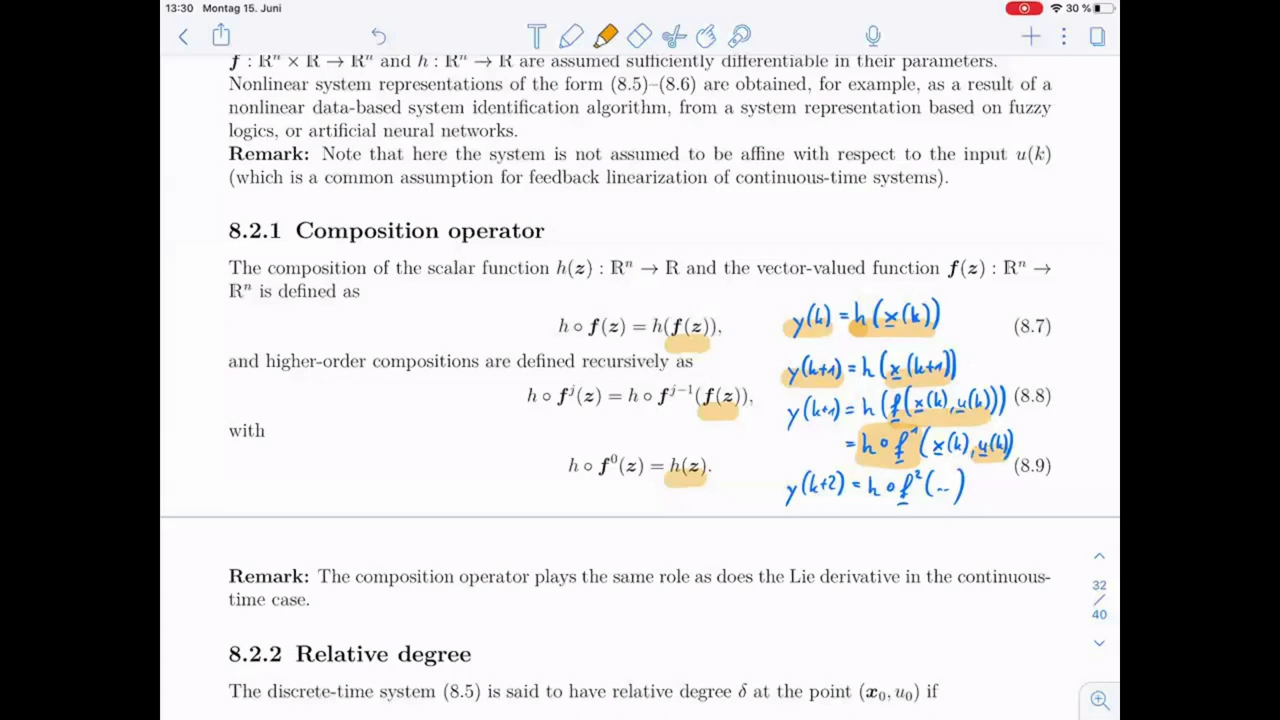 13:30 Montag 15. Juni 30 %
T
f : ℝⁿ × ℝ → ℝⁿ and h : ℝⁿ → ℝ are assumed sufficiently differentiable in their parameters.
Nonlinear system representations of the form (8.5)–(8.6) are obtained, for example, as a result of a
nonlinear data-based system identification algorithm, from a system representation based on fuzzy
logics, or artificial neural networks.
Remark: Note that here the system is not assumed to be affine with respect to the input u(k)
(which is a common assumption for feedback linearization of continuous-time systems).
8.2.1 Composition operator
The composition of the scalar function h(z) : ℝⁿ → ℝ and the vector-valued function f(z) : ℝⁿ →
ℝⁿ is defined as
h ∘ f(z) = h(f(z)), y(k) = h(x(k)) (8.7)
and higher-order compositions are defined recursively as y(k+1) = h(x(k+1))
h ∘ fʲ(z) = h ∘ fʲ⁻¹(f(z)), y(k+1) = h(f(x(k), u(k))) (8.8)
with = h ∘ f¹(x(k), u(k))
h ∘ f⁰(z) = h(z). y(k+2) = h ∘ f²(...) (8.9)
Remark: The composition operator plays the same role as does the Lie derivative in the continuous-
time case.
32
/
40
8.2.2 Relative degree
The discrete-time system (8.5) is said to have relative degree δ at the point (x₀, u₀) if